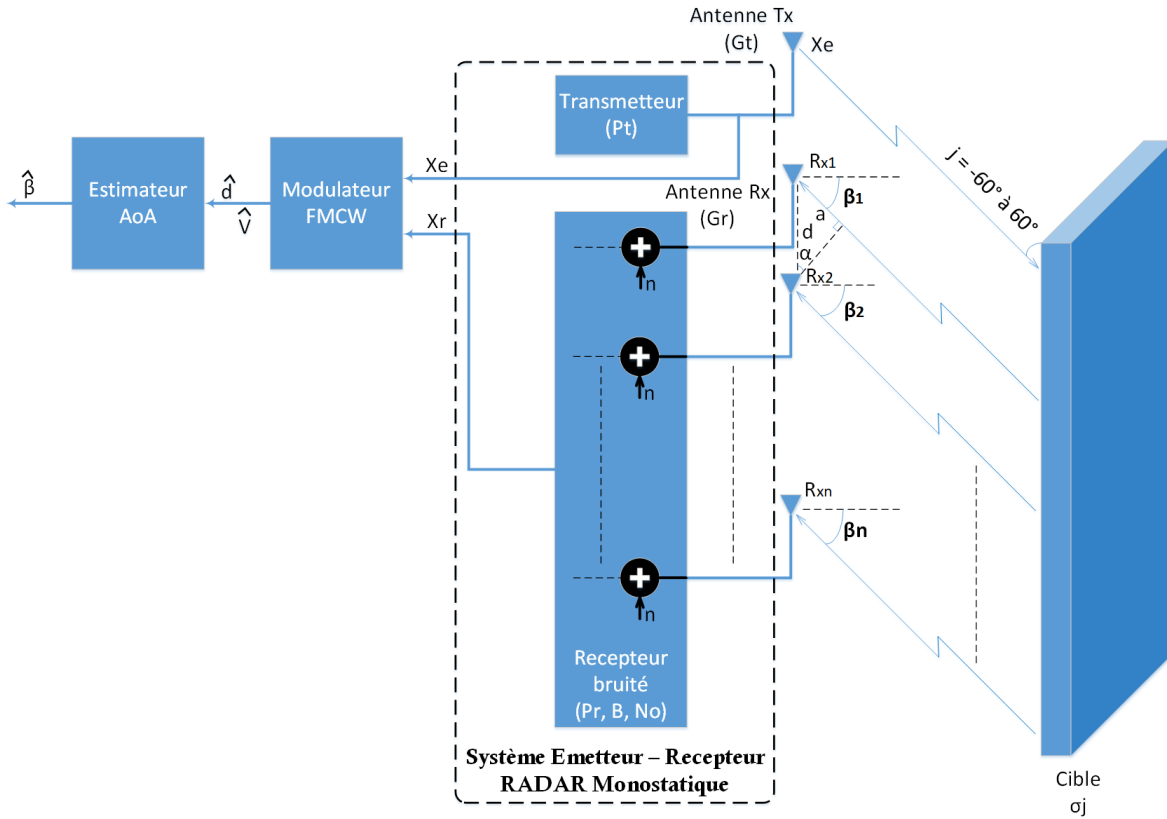 Antenne Tx
(Gt)
Xe
Transmetteur
(Pt)
Estimateur
AoA
Modulateur
FMCW
β̂
d̂
V̂
Xe
Xr
Antenne Rx
(Gr)
Rx1
β1
j = -60° à 60°
d
a
α
Rx2
β2
n
n
Rxn
βn
n
Recepteur
bruité
(Pr, B, No)
Système Emetteur – Recepteur
RADAR Monostatique
Cible
σj